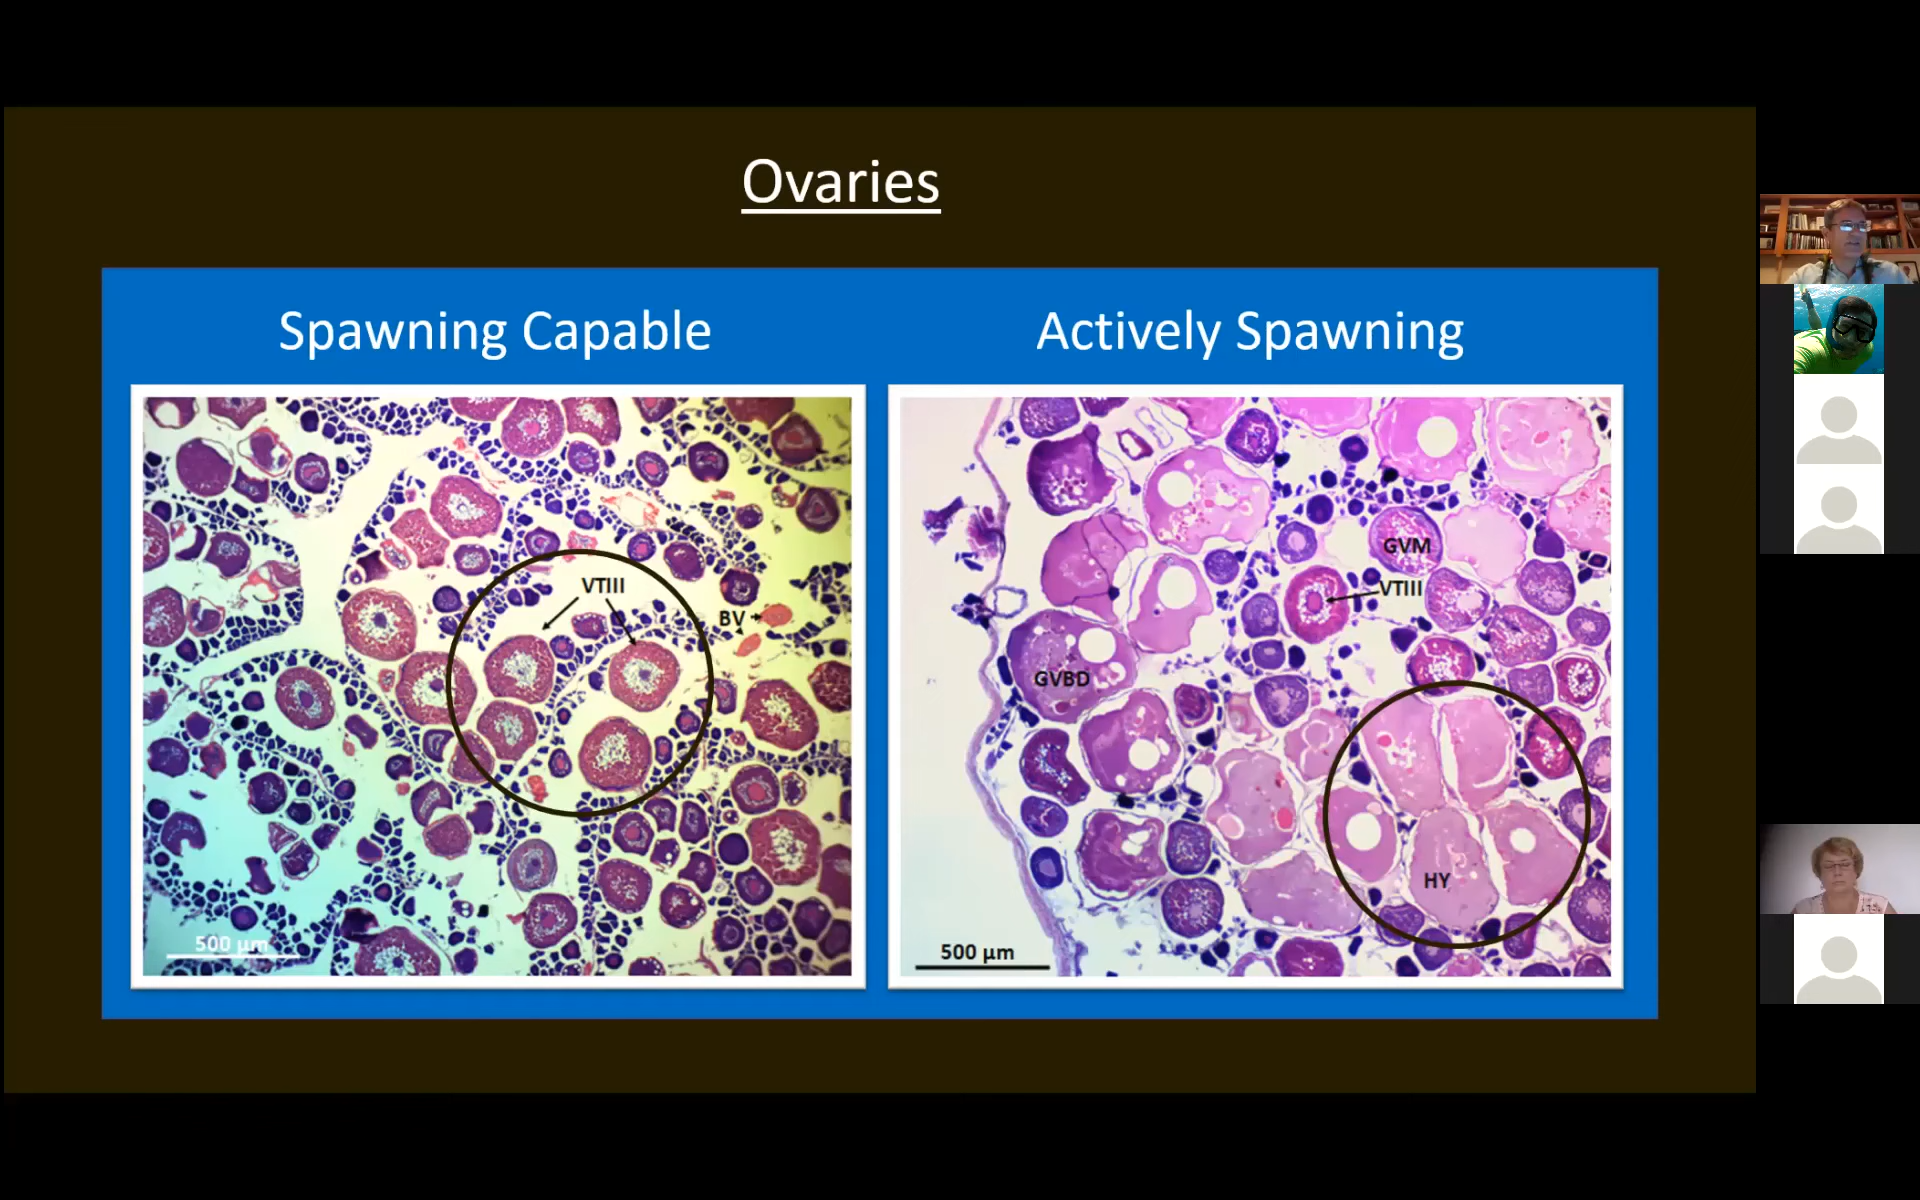 Ovaries
Spawning Capable
Actively Spawning
VTIII
BV
500 µm
GVM
VTIII
GVBD
HY
500 µm